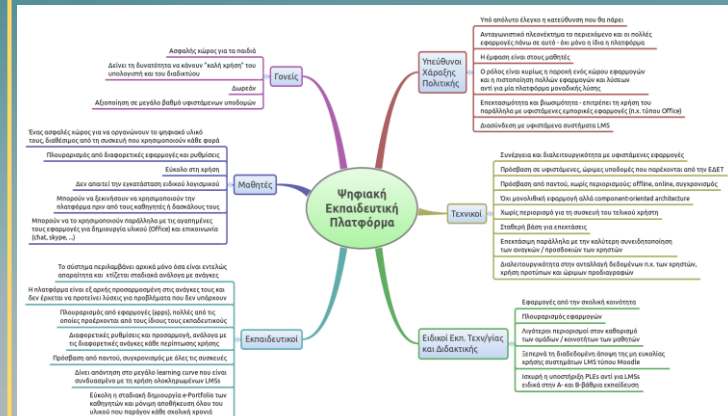 Ψηφιακή
Εκπαιδευτική
Πλατφόρμα
Γονείς
Ασφαλής χώρος για τα παιδιά
Δείνει τη δυνατότητα να κάνουν "καλή χρήση" του
υπολογιστή και του διαδικτύου
Δωρεάν
Αξιοποίηση σε μεγάλο βαθμό υφιστάμενων υποδομών
Μαθητές
Ένας ασφαλές χώρος για να οργανώνουν το ψηφιακό υλικό
τους, διαθέσιμος από τη συσκευή που χρησιμοποιούν κάθε φορά
Πλουραρισμός από διαφορετικές εφαρμογές και ρυθμίσεις
Εύκολο στη χρήση
Δεν απαιτεί την εγκατάσταση ειδικού λογισμικού
Μπορούν να ξεκινήσουν να χρησιμοποιούν την
πλατφόρμα πριν από τους καθηγητές ή δασκάλους τους
Μπορούν να το χρησιμοποιούν παράλληλα με τις αγαπημένες
τους εφαρμογές για δημιουργία υλικού (Office) και επικοινωνία
(chat, skype, ...)
Εκπαιδευτικοί
Το σύστημα περιλαμβάνει αρχικά μόνο όσα είναι εντελώς
απαραίτητα και χτίζεται σταδιακά ανάλογα με ανάγκες
Η πλατφόρμα είναι εξ αρχής προσαρμοσμένη στις ανάγκες τους και
δεν έρχεται να προτείνει λύσεις για προβλήματα που δεν υπάρχουν
Πλουραρισμός από εφαρμογές (apps), πολλές από τις
οποίες προέρχονται από τους ίδιους τους εκπαιδευτικούς
Διαφορετικές ρυθμίσεις και προσαρμογή, ανάλογα με
τις διαφορετικές ανάγκες κάθε περίπτωσης χρήσης
Πρόσβαση από παντού, συγχρονισμός με όλες τις συσκευές
Δίνει απάντηση στο μεγάλο learning curve που είναι
συνδυασμένο με τη χρήση ολοκληρωμένων LMSs
Εύκολη η σταδιακή δημιουργία e-Portfolio των
καθηγητών και μόνιμη αποθήκευση όλου του
υλικού που παράγον κάθε σχολική χρονιά
Υπεύθυνοι
Χάραξης
Πολιτικής
Υπό απόλυτο έλεγχο η κατεύθυνση που θα πάρει
Ανταγωνιστικό πλεονέκτημα το περιεχόμενο και οι πολλές
εφαρμογές πάνω σε αυτό - όχι μόνο η ίδια η πλατφόρμα
Η έμφαση είναι στους μαθητές
Ο ρόλος είναι κυρίως η παροχή ενός χώρου εφαρμογών
και η πιστοποίηση πολλών εφαρμογών και λύσεων
αντί για μία πλατφόρμα μοναδικής λύσης
Επεκτασιμότητα και βιωσιμότητα - επιτρέπει τη χρήση του
παράλληλα με υφιστάμενες εμπορικές εφαρμογές (π.χ. τύπου Office)
Διασύνδεση με υφιστάμενα συστήματα LMS
Τεχνικοί
Συνέργεια και διαλειτουργικότητα με υφιστάμενες εφαρμογές
Πρόσβαση σε υφιστάμενες, ώριμες υποδομές που παρέχονται από την ΕΔΕΤ
Πρόσβαση από παντού, χωρίς περιορισμούς: offline, online, συγχρονισμός
Όχι μονολιθική εφαρμογή αλλά component-oriented architecture
Χωρίς περιορισμό για τη συσκευή του τελικού χρήστη
Σταθερή βάση για επεκτάσεις
Επεκτάσιμη παράλληλα με την καλύτερη συνειδητοποίηση
των αναγκών / προσδοκιών των χρηστών
Διαλειτουργικότητα στην ανταλλαγή δεδομένων π.χ. των χρηστών,
χρήση προτύπων και ώριμων προδιαγραφών
Ειδικοί Εκπ. Τεχν/γίας
και Διδακτικής
Εφαρμογές από την σχολική κοινότητα
Πλουραρισμός εφαρμογών
Λιγότεροι περιορισμοί στον καθορισμό
των ομάδων / κοινοτήτων των μαθητών
Ξεπερνά τη διαδεδομένη άποψη της μη ευκολίας
χρήσης συστημάτων LMS τύπου Moodle
Ισχυρή η υποστήριξη PLEs αντί για LMSs
ειδικά στην Α- και Β-βάθμια εκπαίδευση